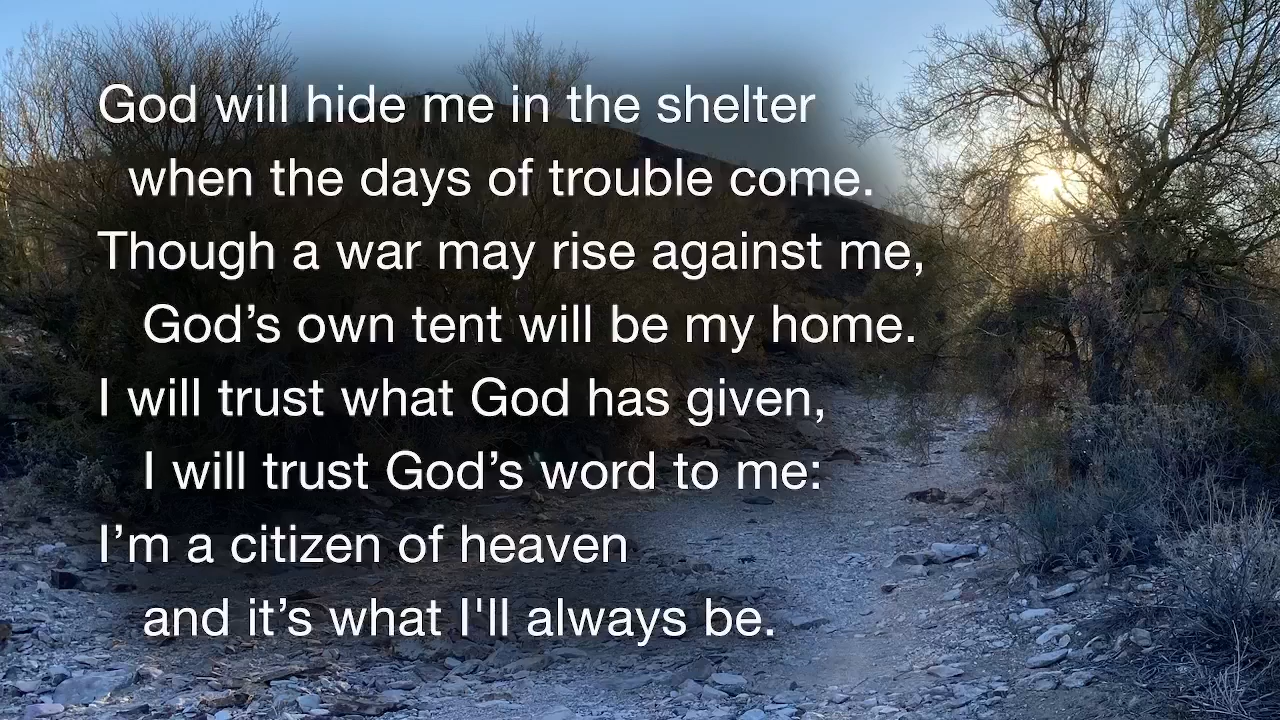 God will hide me in the shelter
when the days of trouble come.
Though a war may rise against me,
God’s own tent will be my home.
I will trust what God has given,
I will trust God’s word to me:
I’m a citizen of heaven
and it’s what I'll always be.